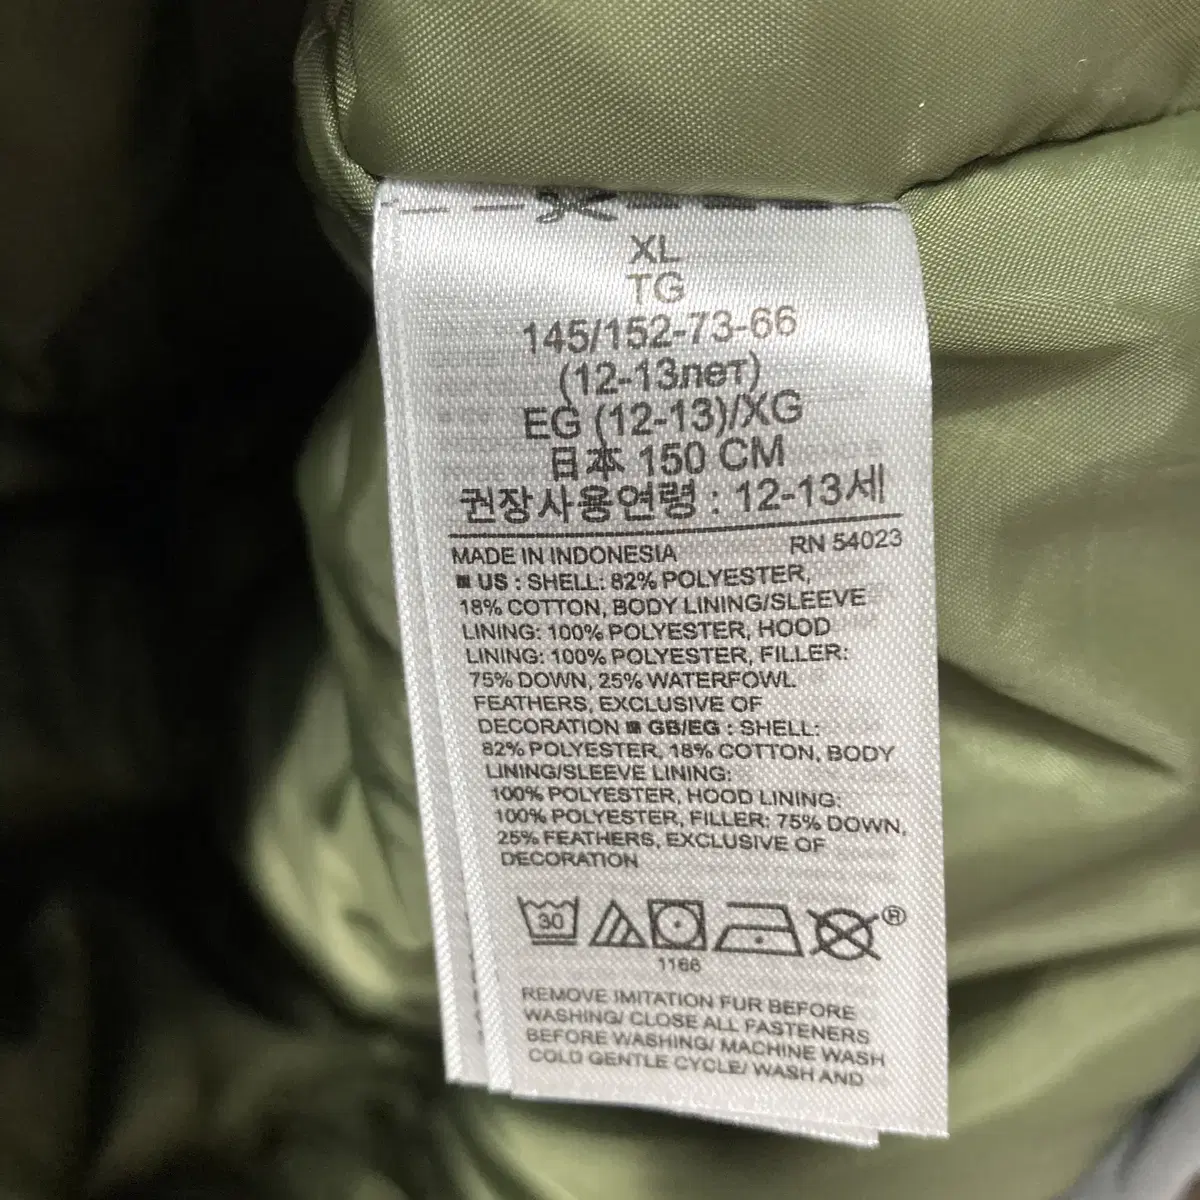 XL
TG
145/152-73-66
(12-13лет)
EG (12-13)/XG
日本 150 CM
권장사용연령 : 12-13세
MADE IN INDONESIA RN 54023
■ US : SHELL: 82% POLYESTER,
18% COTTON, BODY LINING/SLEEVE
LINING: 100% POLYESTER, HOOD
LINING: 100% POLYESTER, FILLER:
75% DOWN, 25% WATERFOWL
FEATHERS, EXCLUSIVE OF
DECORATION ■ GB/EG : SHELL:
82% POLYESTER, 18% COTTON, BODY
LINING/SLEEVE LINING:
100% POLYESTER, HOOD LINING:
100% POLYESTER, FILLER: 75% DOWN,
25% FEATHERS, EXCLUSIVE OF
DECORATION
30 ®
1166
REMOVE IMITATION FUR BEFORE
WASHING/ CLOSE ALL FASTENERS
BEFORE WASHING/ MACHINE WASH
COLD GENTLE CYCLE/ WASH AND